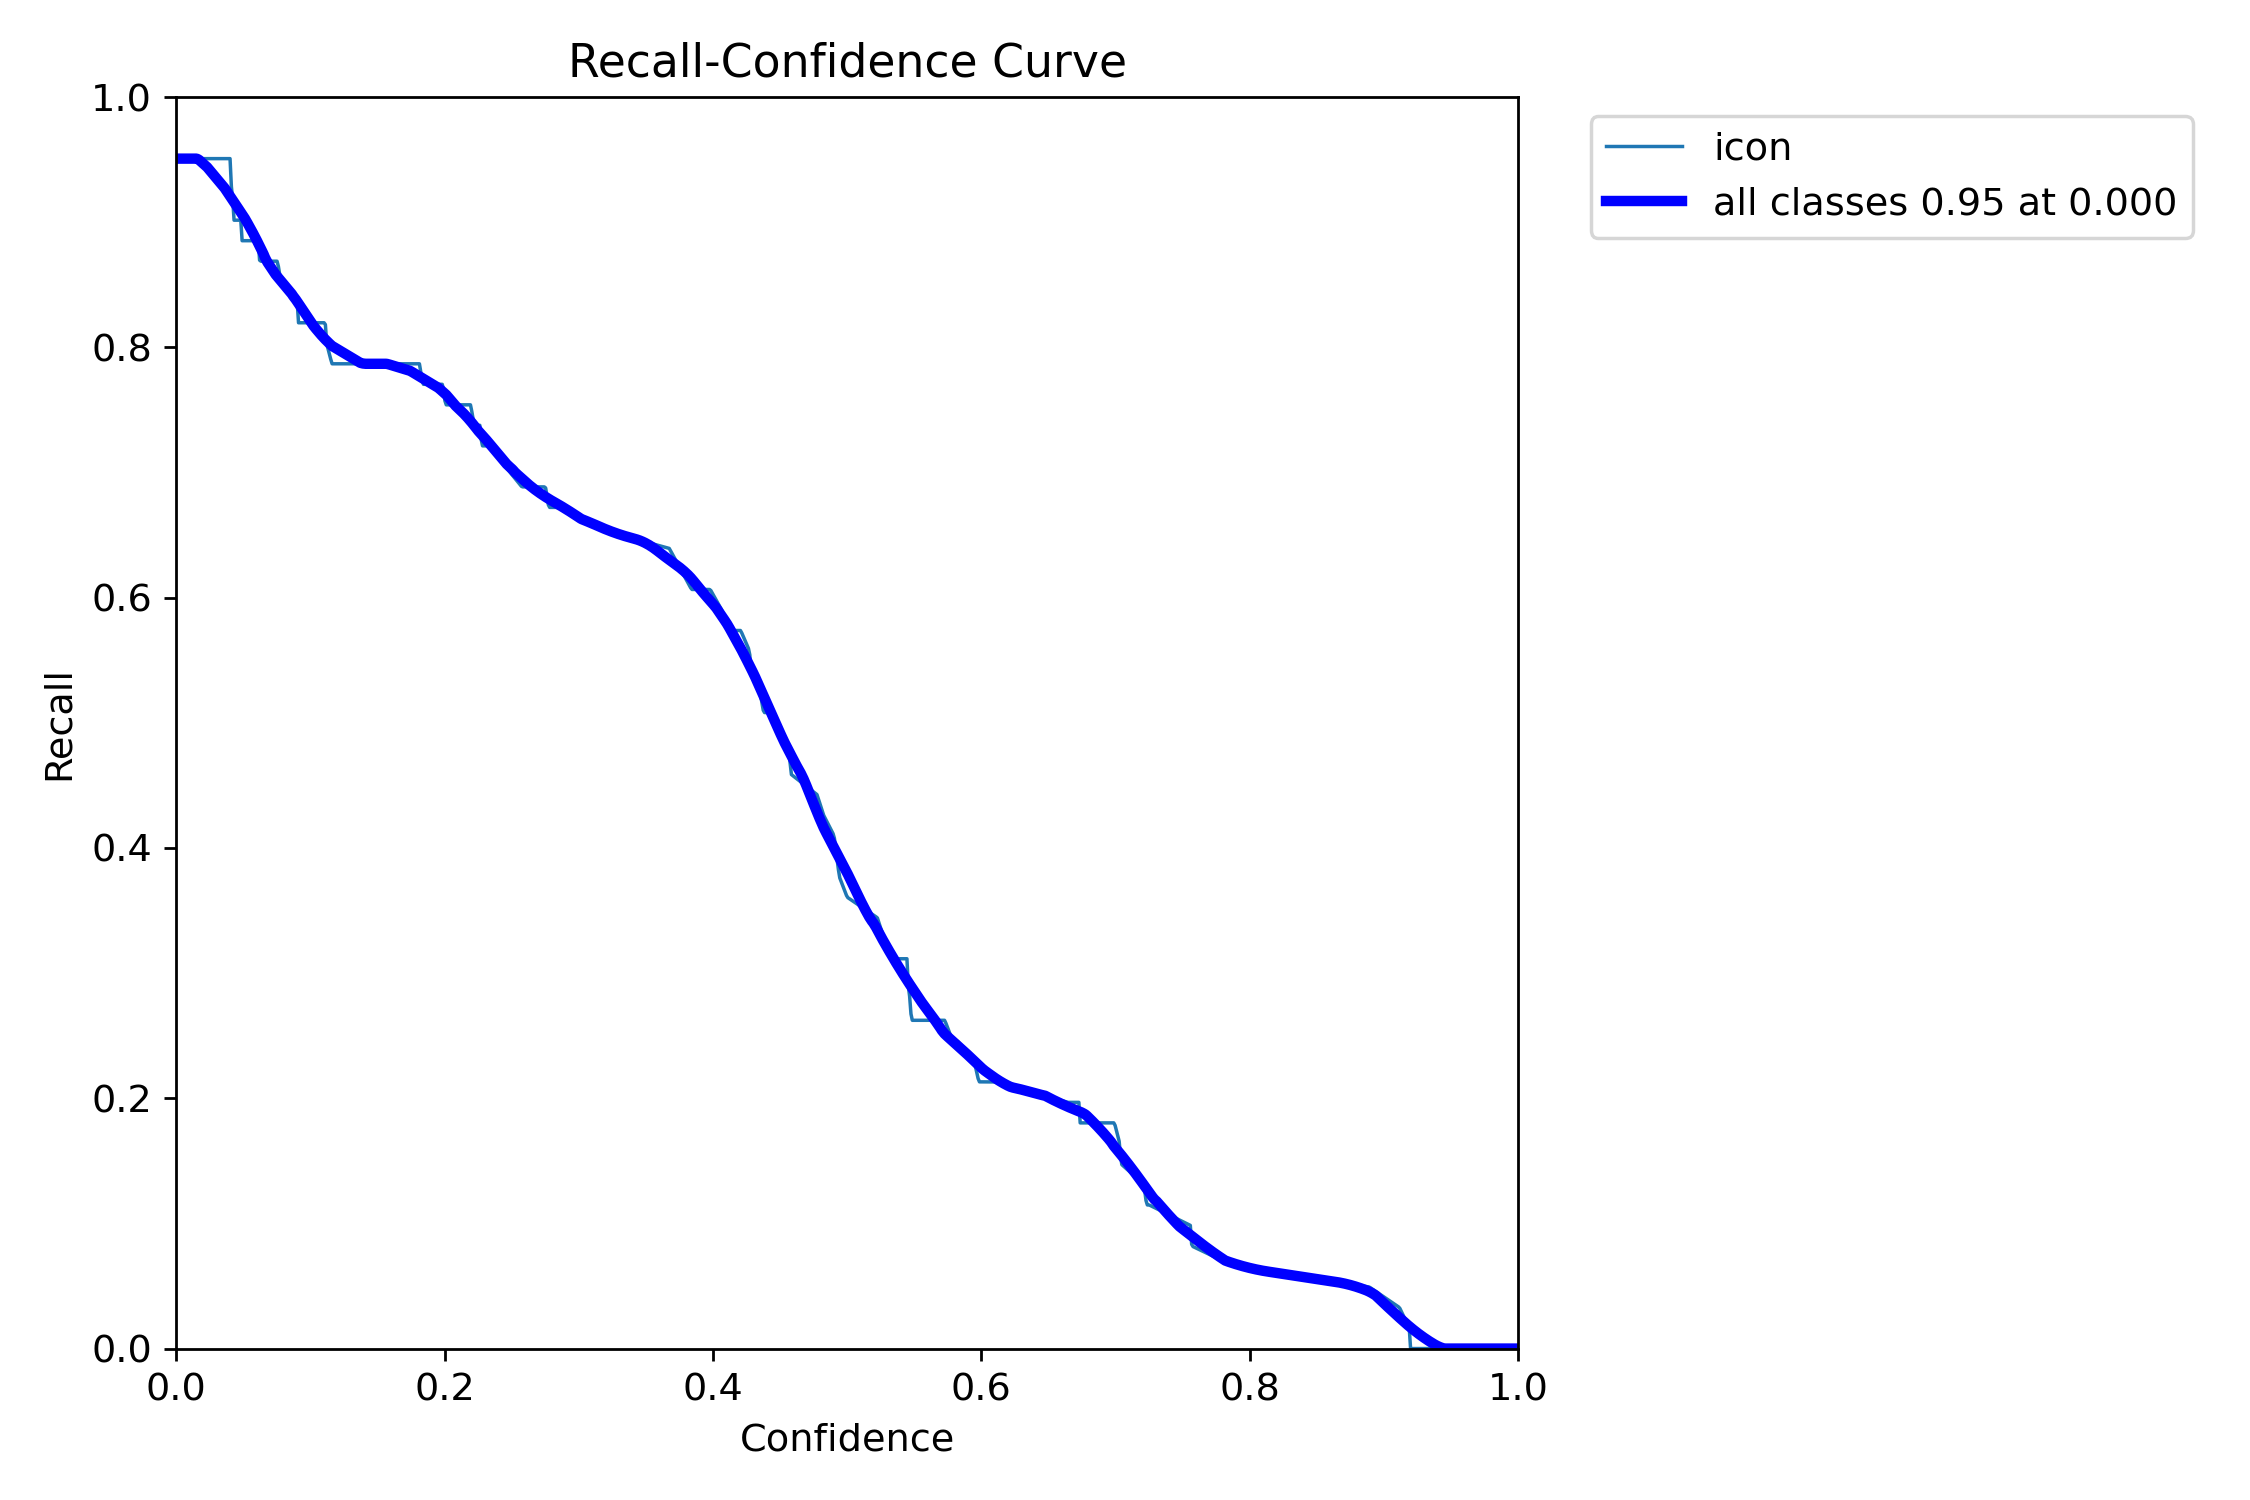 Recall-Confidence Curve
1.0
0.8
0.6
0.4
0.2
0.0
Recall
0.0 0.2 0.4 0.6 0.8 1.0
Confidence
icon
all classes 0.95 at 0.000